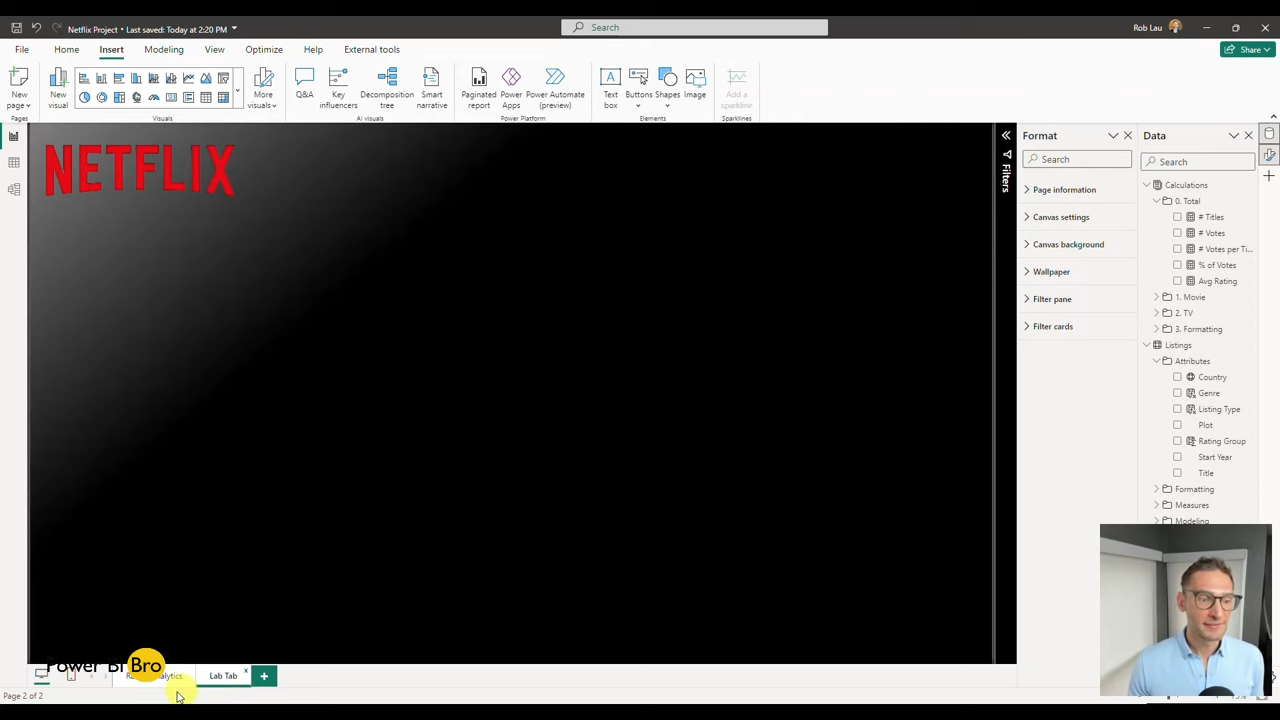 Netflix Project • Last saved: Today at 2:20 PM
Search
Rob Lau
File Home Insert Modeling View Optimize Help External tools
Share
New page
New visual
More visuals
Q&A
Key influencers
Decomposition tree
Smart narrative
Paginated report
Power Apps
Power Automate (preview)
Text box
Buttons
Shapes
Image
Add a sparkline
Pages
Visuals
AI visuals
Power Platform
Elements
Sparklines
NETFLIX
Filters
Format
Search
Page information
Canvas settings
Canvas background
Wallpaper
Filter pane
Filter cards
Data
Search
Calculations
0. Total
# Titles
# Votes
# Votes per Ti...
% of Votes
Avg Rating
1. Movie
2. TV
3. Formatting
Listings
Attributes
Country
Genre
Listing Type
Plot
Rating Group
Start Year
Title
Formatting
Measures
Modeling
Power BI Bro
Lab Tab
Page 2 of 2